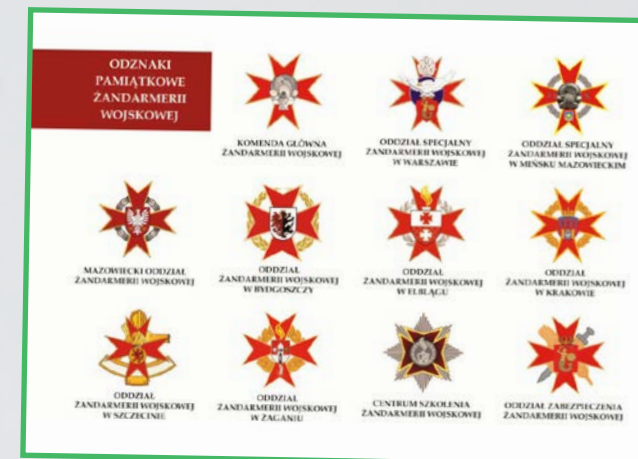 ODZNAKI
PAMIĄTKOWE
ŻANDARMERII
WOJSKOWEJ
KOMENDA GŁÓWNA
ŻANDARMERII WOJSKOWEJ
ODDZIAŁ SPECJALNY
ŻANDARMERII WOJSKOWEJ
W WARSZAWIE
ODDZIAŁ SPECJALNY
ŻANDARMERII WOJSKOWEJ
W MIŃSKU MAZOWIECKIM
MAZOWIECKI ODDZIAŁ
ŻANDARMERII WOJSKOWEJ
ODDZIAŁ
ŻANDARMERII WOJSKOWEJ
W BYDGOSZCZY
ODDZIAŁ
ŻANDARMERII WOJSKOWEJ
W ELBLĄGU
ODDZIAŁ
ŻANDARMERII WOJSKOWEJ
W KRAKOWIE
ODDZIAŁ
ŻANDARMERII WOJSKOWEJ
W SZCZECINIE
ODDZIAŁ
ŻANDARMERII WOJSKOWEJ
W ŻAGANIU
CENTRUM SZKOLENIA
ŻANDARMERII WOJSKOWEJ
ODDZIAŁ ZABEZPIECZENIA
ŻANDARMERII WOJSKOWEJ